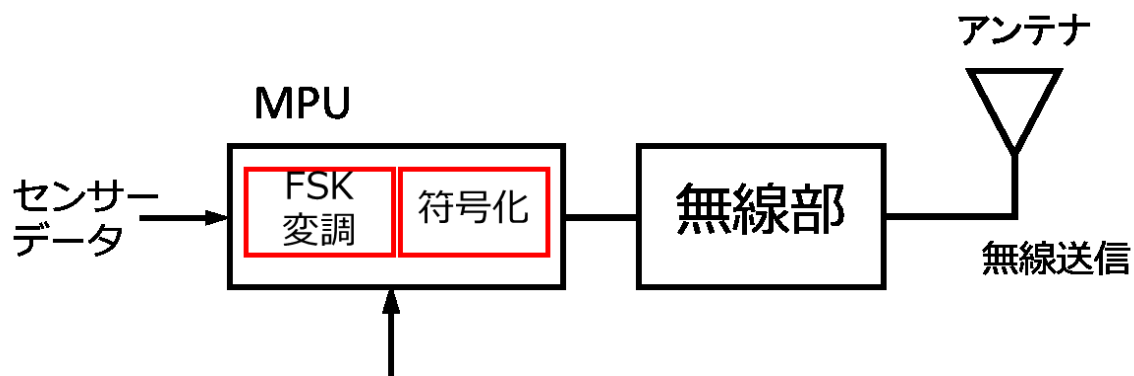 アンテナ
MPU
センサー
データ
FSK
変調
符号化
無線部
無線送信